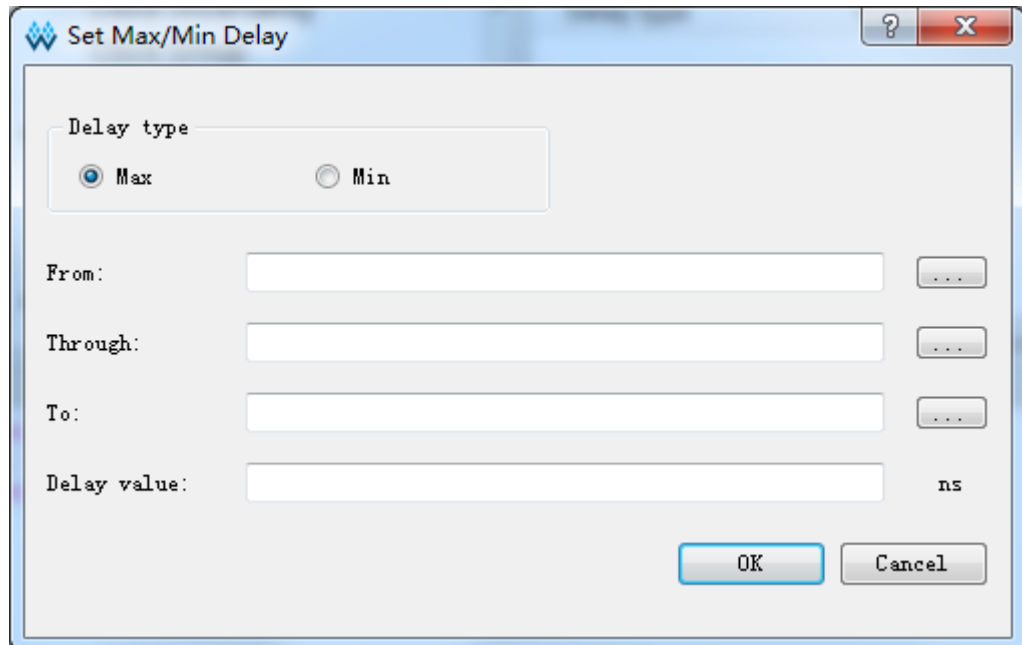 Set Max/Min Delay
Delay type
Max Min
From: ...
Through: ...
To: ...
Delay value: ns
OK Cancel